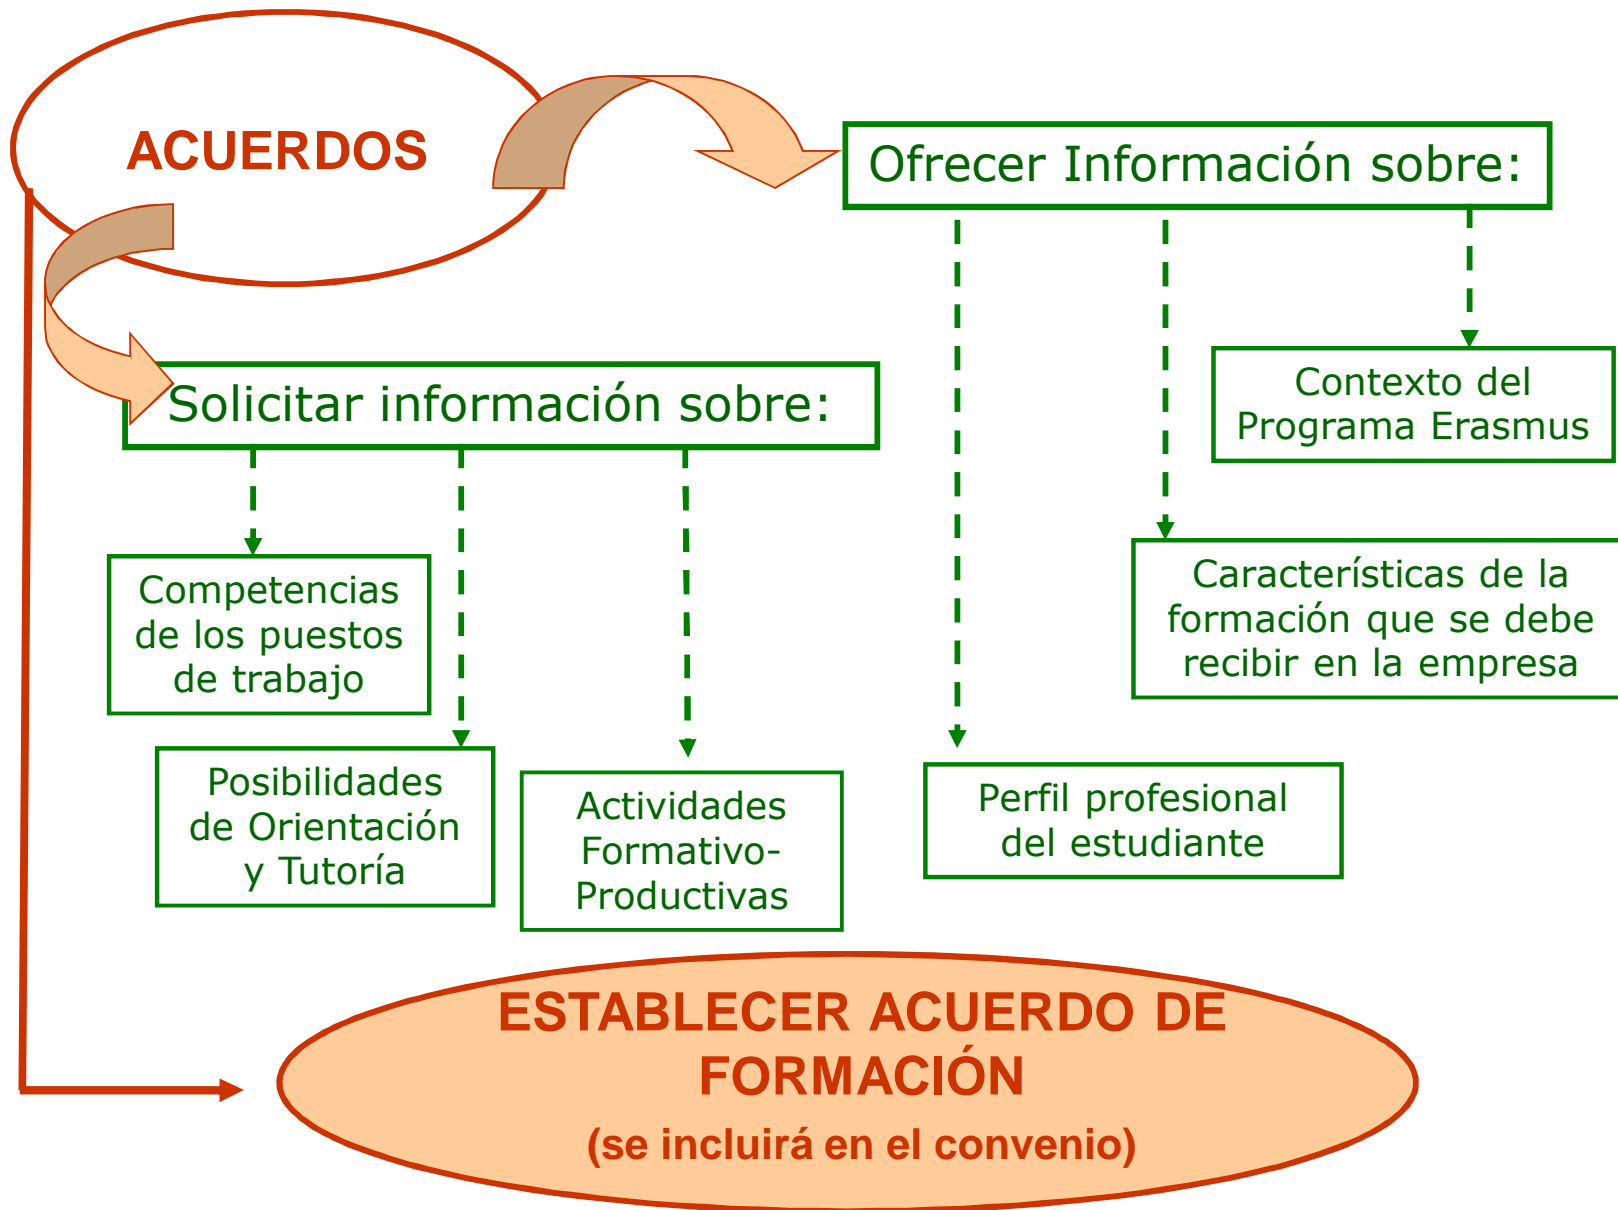 ACUERDOS
Ofrecer Información sobre:
Contexto del
Programa Erasmus
Solicitar información sobre:
Características de la
formación que se debe
recibir en la empresa
Competencias
de los puestos
de trabajo
Posibilidades
de Orientación
y Tutoría
Actividades
Formativo-
Productivas
Perfil profesional
del estudiante
ESTABLECER ACUERDO DE
FORMACIÓN
(se incluirá en el convenio)